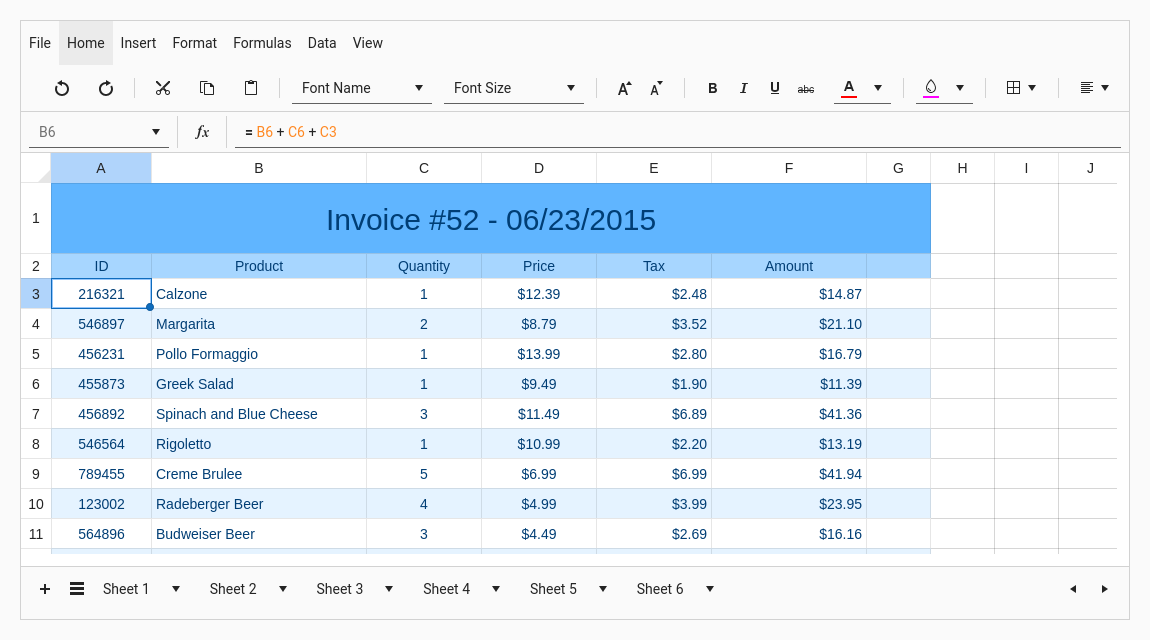 File Home Insert Format Formulas Data View
Font Name Font Size A A B I U abc A
B6 fx = B6 + C6 + C3
A B C D E F G H I J
1 Invoice #52 - 06/23/2015
2 ID Product Quantity Price Tax Amount
3 216321 Calzone 1 $12.39 $2.48 $14.87
4 546897 Margarita 2 $8.79 $3.52 $21.10
5 456231 Pollo Formaggio 1 $13.99 $2.80 $16.79
6 455873 Greek Salad 1 $9.49 $1.90 $11.39
7 456892 Spinach and Blue Cheese 3 $11.49 $6.89 $41.36
8 546564 Rigoletto 1 $10.99 $2.20 $13.19
9 789455 Creme Brulee 5 $6.99 $6.99 $41.94
10 123002 Radeberger Beer 4 $4.99 $3.99 $23.95
11 564896 Budweiser Beer 3 $4.49 $2.69 $16.16
Sheet 1 Sheet 2 Sheet 3 Sheet 4 Sheet 5 Sheet 6